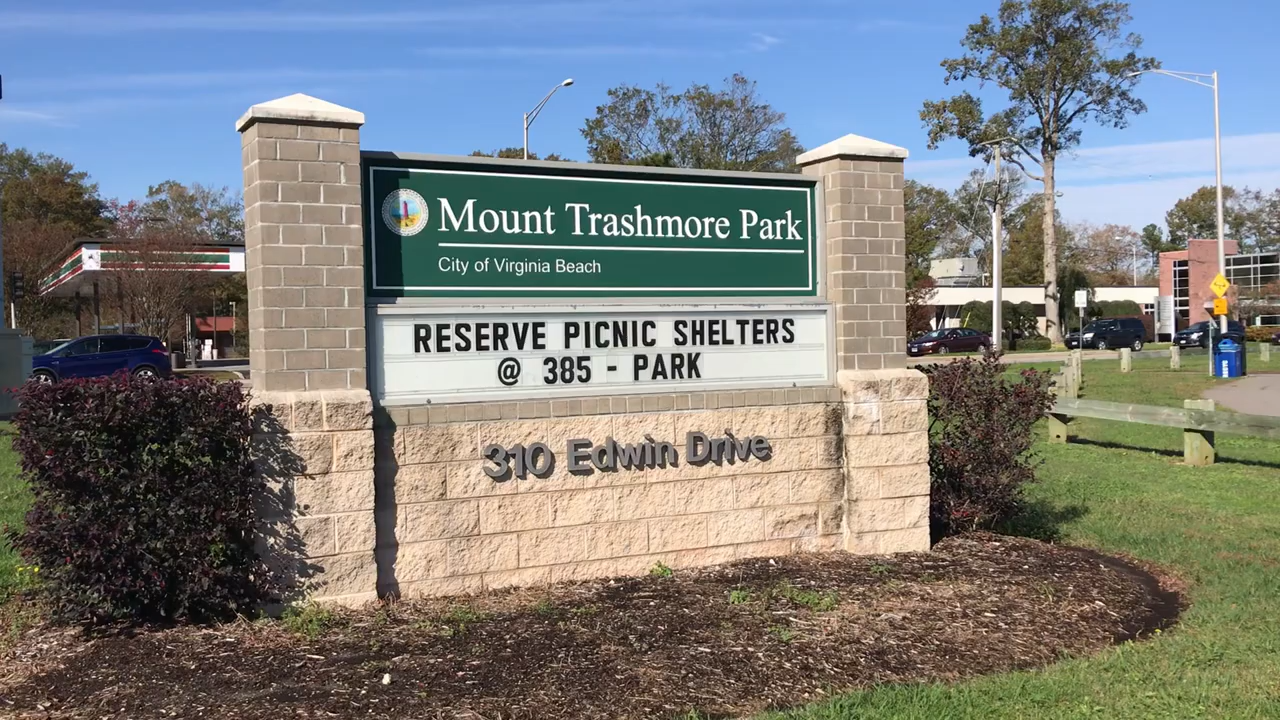 Mount Trashmore Park
City of Virginia Beach
RESERVE PICNIC SHELTERS
@ 385 - PARK
310 Edwin Drive